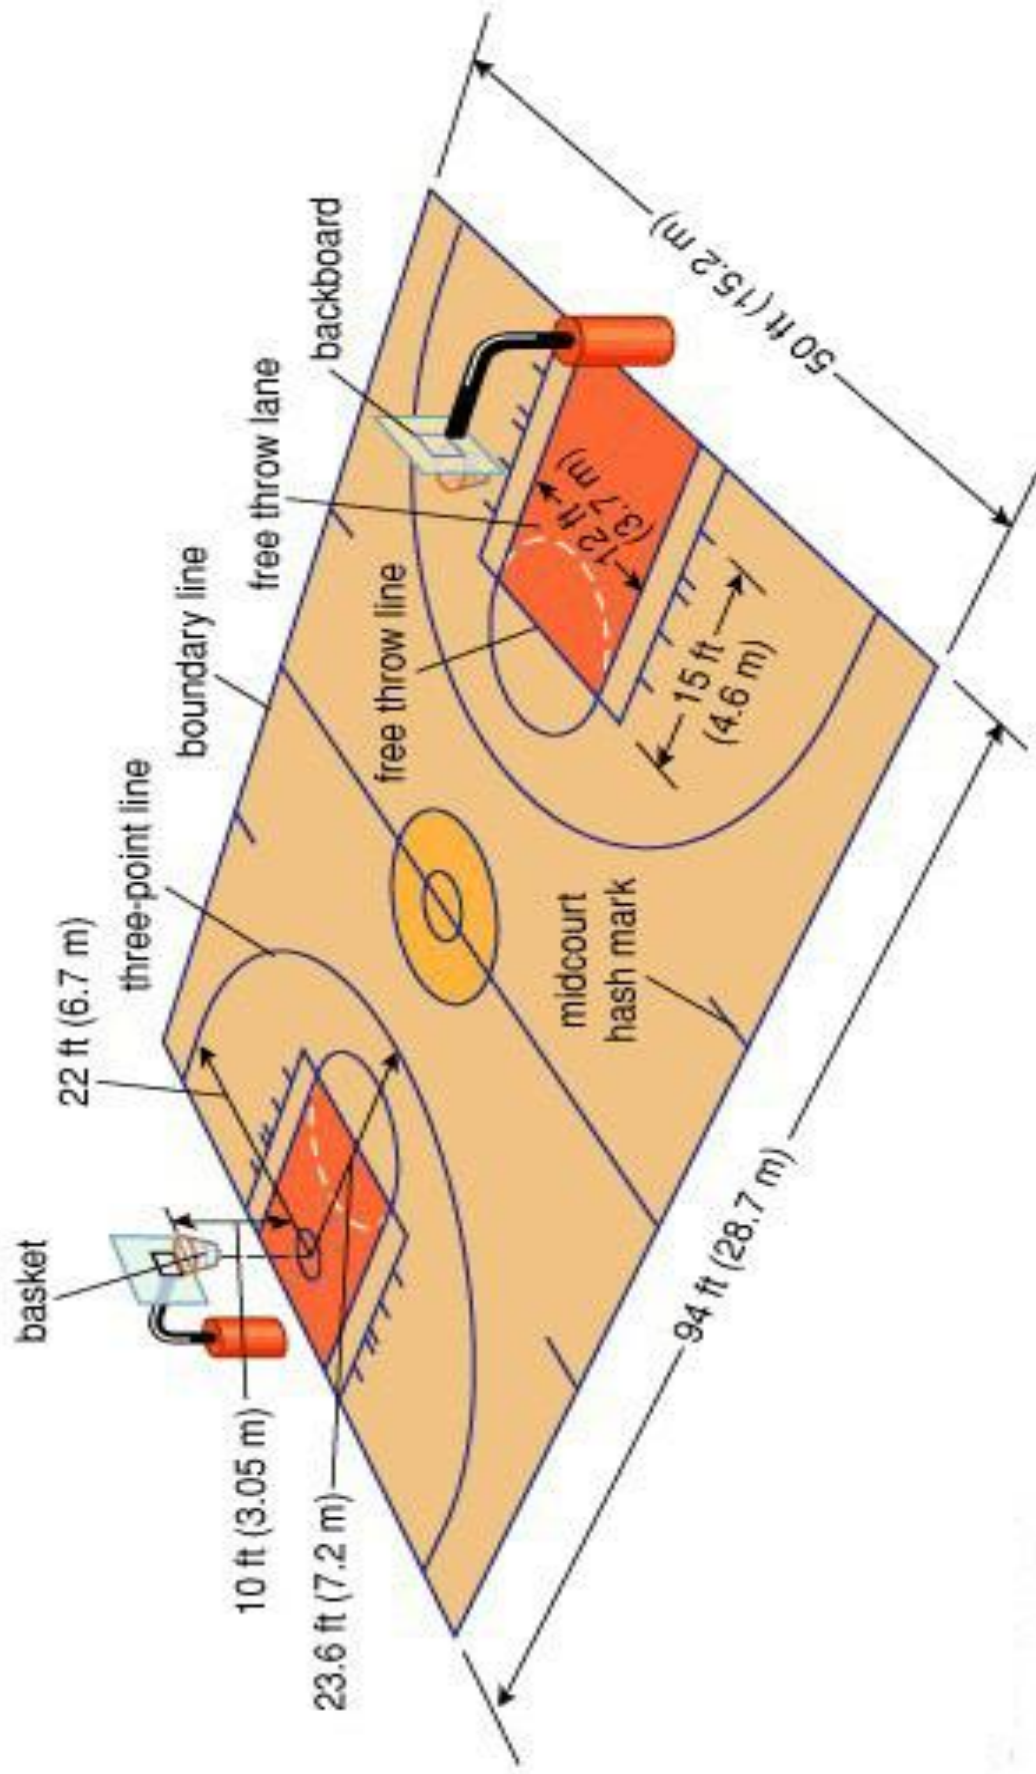 basket
22 ft (6.7 m)
three-point line
boundary line
free throw lane
backboard
10 ft (3.05 m)
23.6 ft (7.2 m)
free throw line
midcourt
hash mark
12 ft
(3.7 m)
15 ft
(4.6 m)
94 ft (28.7 m)
50 ft (15.2 m)